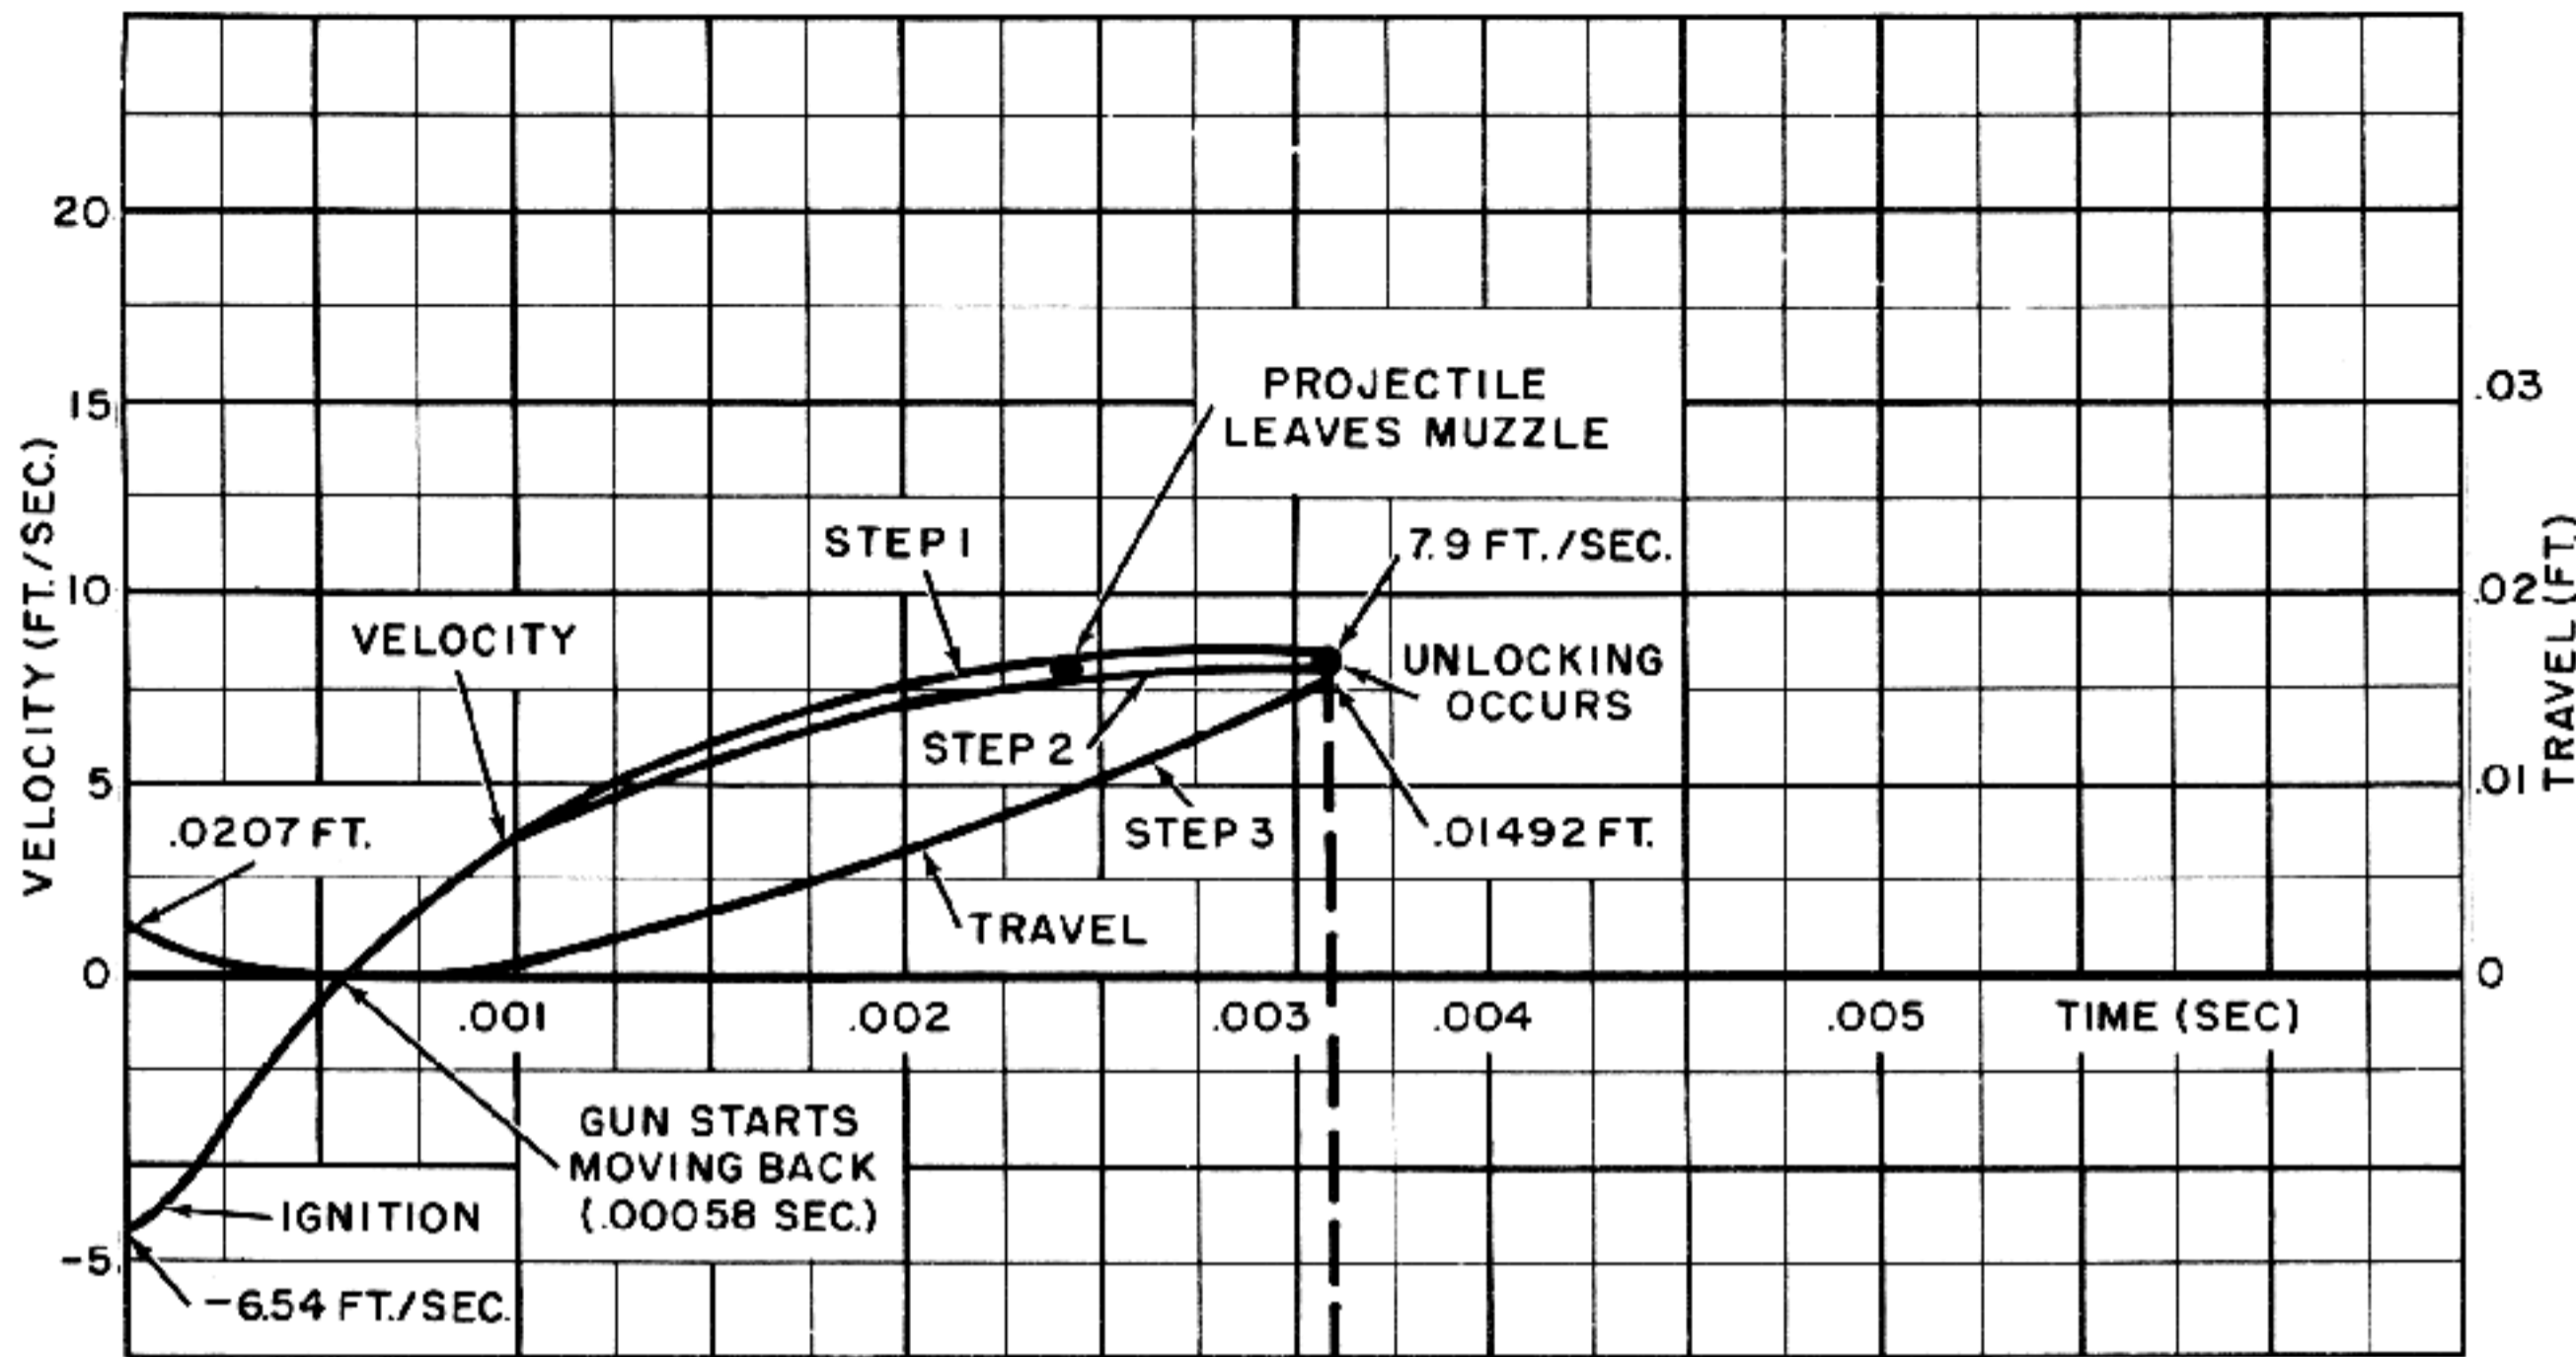 20
15
10
5
0
-5
VELOCITY (FT./SEC.)
.03
.02
.01
0
TRAVEL (FT.)
PROJECTILE
LEAVES MUZZLE
STEP 1
7.9 FT./SEC.
VELOCITY
UNLOCKING
OCCURS
STEP 2
.0207 FT.
STEP 3
.01492 FT.
TRAVEL
.001
.002
.003
.004
.005
TIME (SEC)
GUN STARTS
MOVING BACK
(.00058 SEC.)
IGNITION
-6.54 FT./SEC.